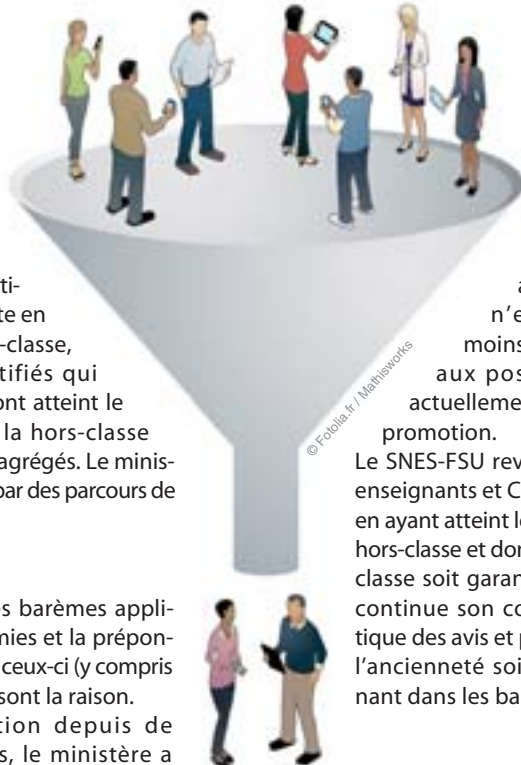 ti-
te en
-classe,
tifiés qui
ont atteint le
la hors-classe
agrégés. Le minis-
par des parcours de
es barèmes appli-
mies et la prépon-
ceux-ci (y compris
sont la raison.
tion depuis de
s, le ministère a
© Fotolia.fr / Mathisworks
a
n'e
moins
aux pos
actuelleme
promotion.
Le SNES-FSU rev
enseignants et C
en ayant atteint le
hors-classe et don
classe soit garan
continue son co
tique des avis et p
l'ancienneté soi
nant dans les ba